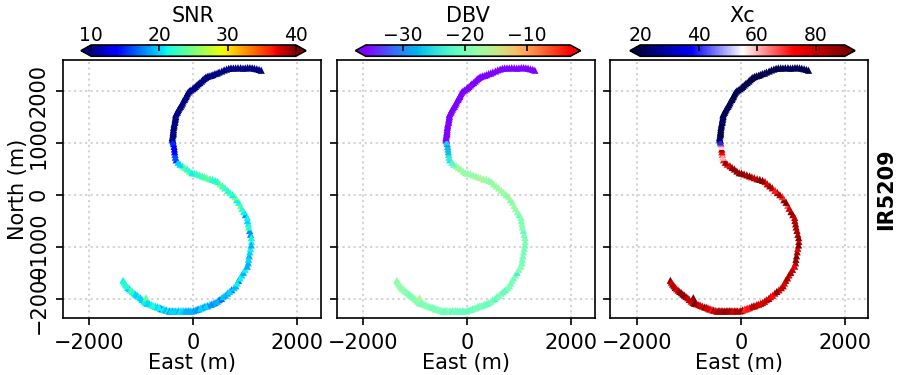 SNR DBV Xc
10 20 30 40 −30 −20 −10 20 40 60 80
2000
1000
0
−1000
−2000
North (m)
IR5209
−2000 0 2000 −2000 0 2000 −2000 0 2000
East (m) East (m) East (m)